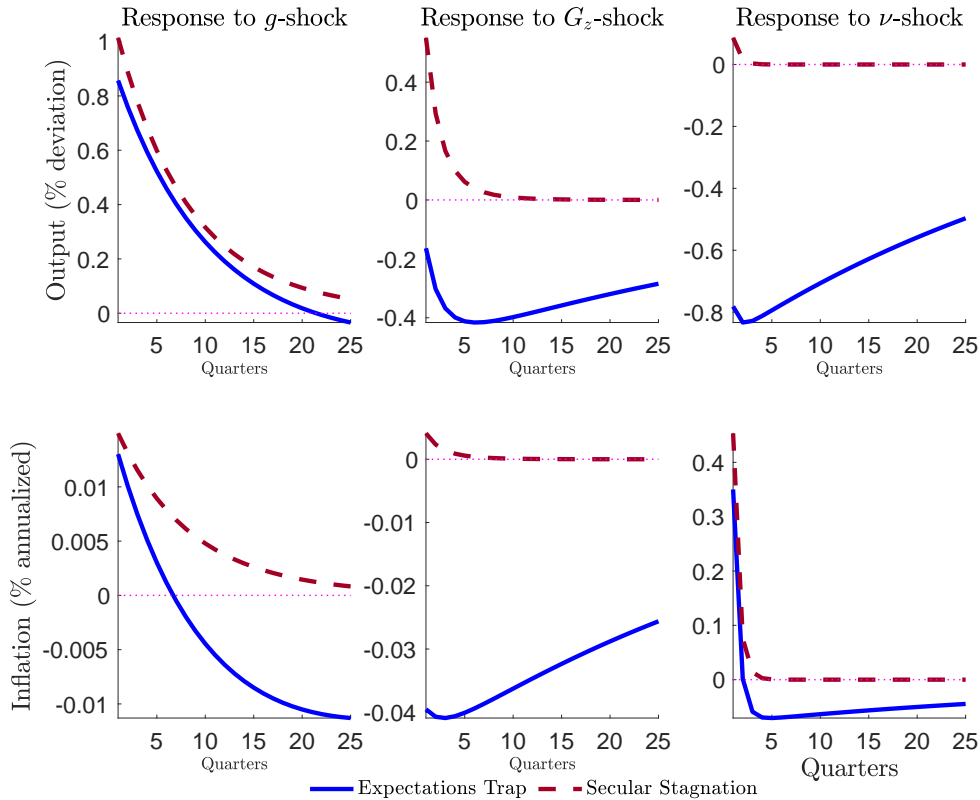 Response to g-shock
Response to G_z-shock
Response to ν-shock
Output (% deviation)
1
0.8
0.6
0.4
0.2
0
5 10 15 20 25
Quarters
0.4
0.2
0
-0.2
-0.4
5 10 15 20 25
Quarters
0
-0.2
-0.4
-0.6
-0.8
5 10 15 20 25
Inflation (% annualized)
0.01
0.005
0
-0.005
-0.01
5 10 15 20 25
Quarters
0
-0.01
-0.02
-0.03
-0.04
5 10 15 20 25
Quarters
0.4
0.3
0.2
0.1
0
5 10 15 20 25
Quarters
Expectations Trap Secular Stagnation